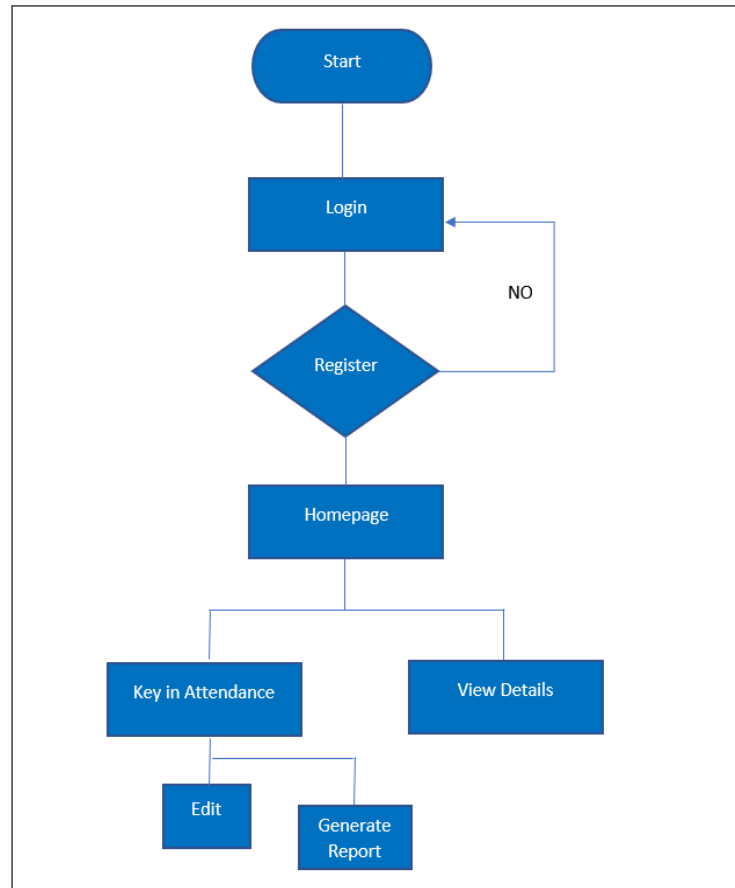 Start
Login
NO
Register
Homepage
Key in Attendance
View Details
Edit
Generate
Report